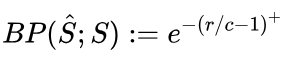 BP(Ŝ; S) := e^{-(r/c-1)^+}